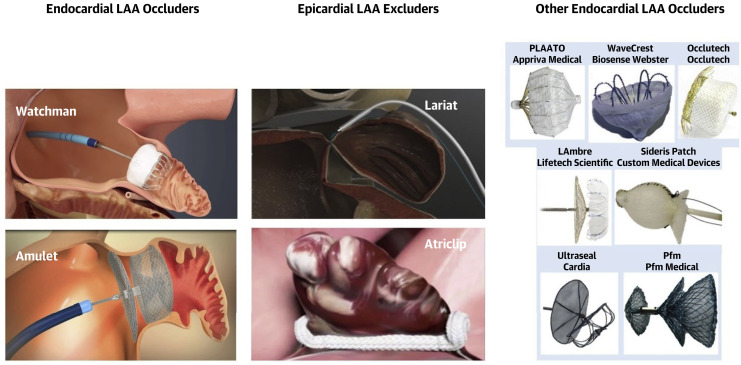 Endocardial LAA Occluders
Epicardial LAA Excluders
Other Endocardial LAA Occluders
Watchman
Lariat
Amulet
Atriclip
PLAATO
Appriva Medical
WaveCrest
Biosense Webster
Occlutech
Occlutech
LAmbre
Lifetech Scientific
Sideris Patch
Custom Medical Devices
Ultraseal
Cardia
Pfm
Pfm Medical